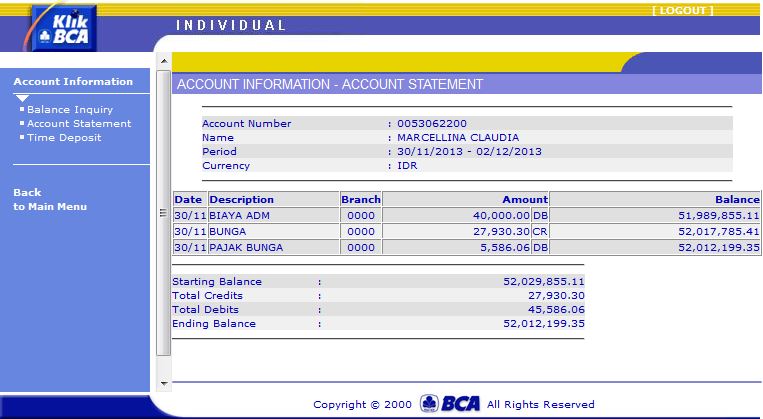 [ LOGOUT ]
Klik
BCA
INDIVIDUAL
Account Information
Balance Inquiry
Account Statement
Time Deposit
Back
to Main Menu
ACCOUNT INFORMATION - ACCOUNT STATEMENT
Account Number : 0053062200
Name : MARCELLINA CLAUDIA
Period : 30/11/2013 - 02/12/2013
Currency : IDR
Date Description Branch Amount Balance
30/11 BIAYA ADM 0000 40,000.00 DB 51,989,855.11
30/11 BUNGA 0000 27,930.30 CR 52,017,785.41
30/11 PAJAK BUNGA 0000 5,586.06 DB 52,012,199.35
Starting Balance : 52,029,855.11
Total Credits : 27,930.30
Total Debits : 45,586.06
Ending Balance : 52,012,199.35
Copyright © 2000 BCA All Rights Reserved